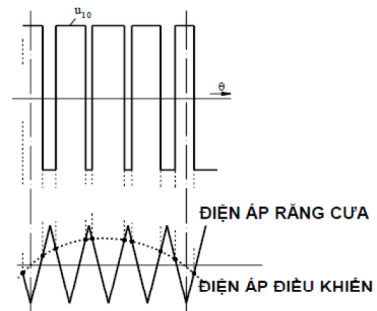 u10
θ
ĐIỆN ÁP RĂNG CƯA
ĐIỆN ÁP ĐIỀU KHIỂN